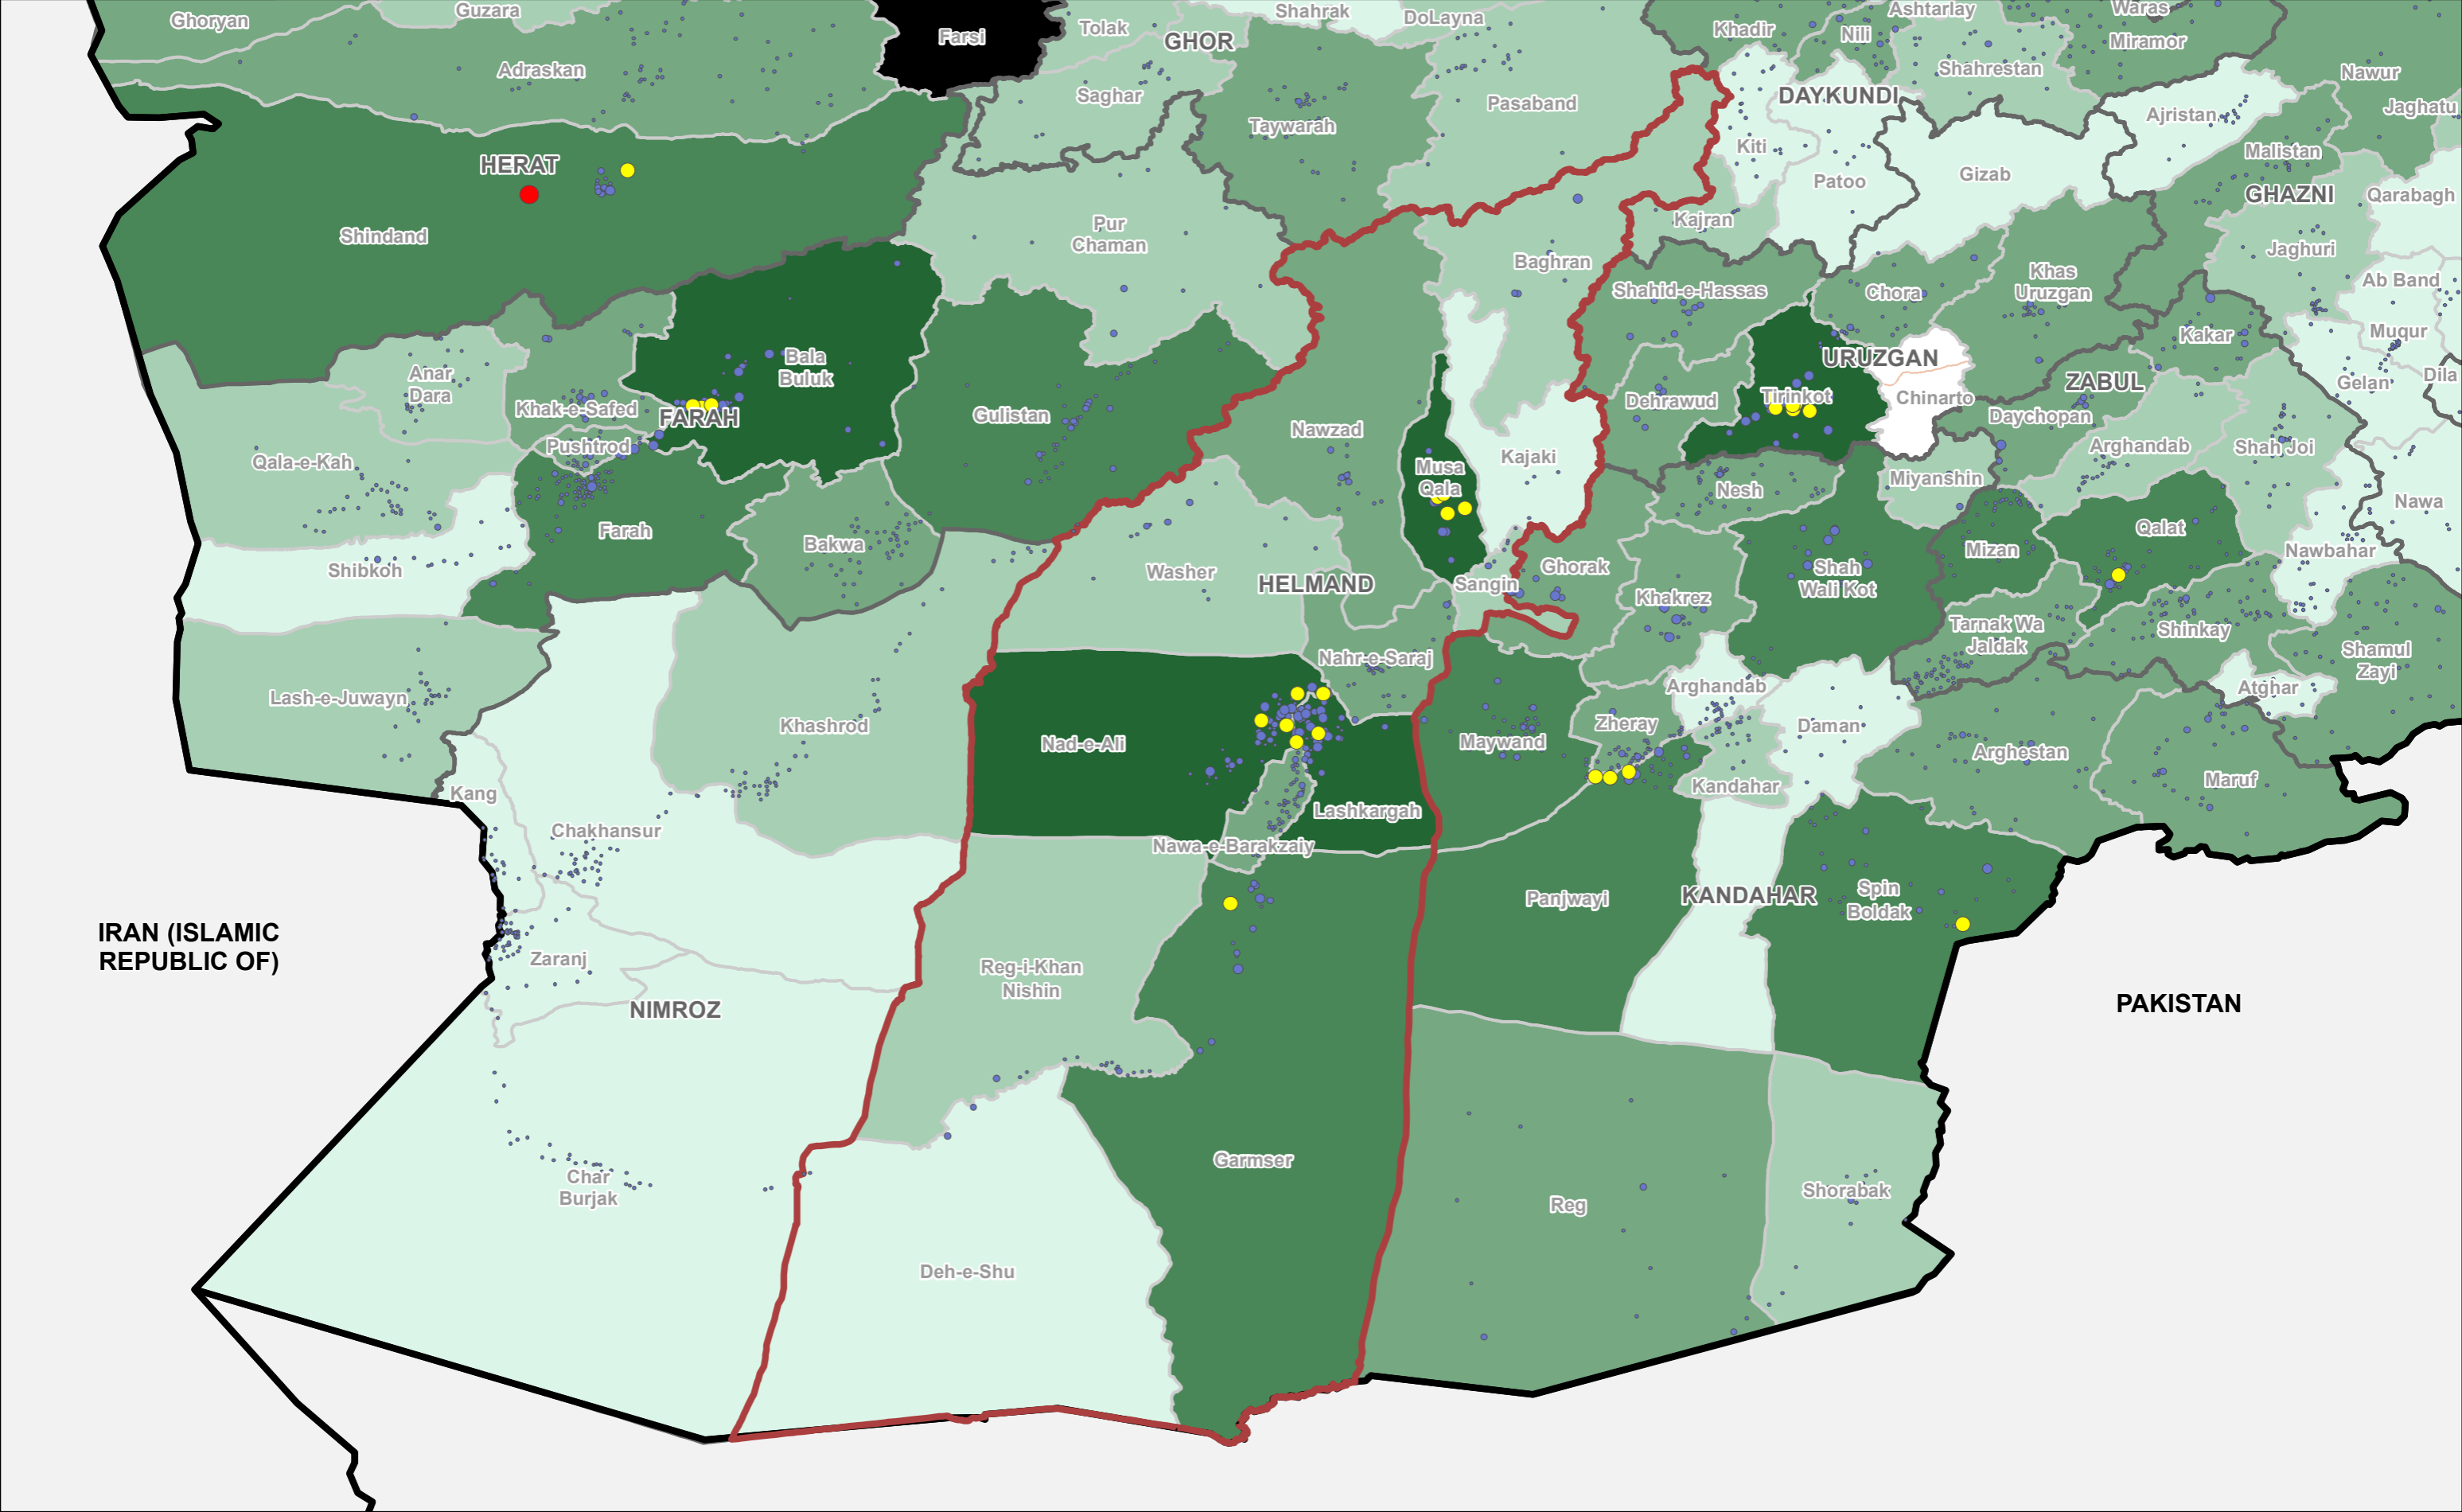 Guzara
Shahrak
DoLayna
Ashtarlay
Waras
Ghoryan
Farsi
Tolak
GHOR
Khadir
Nili
Miramor
Adraskan
Saghar
Pasaband
Shahrestan
Nawur
DAYKUNDI
Jaghatu
Taywarah
Ajristan
Kiti
Malistan
HERAT
Patoo
Gizab
GHAZNI
Qarabagh
Shindand
Pur
Chaman
Kajran
Jaghuri
Baghran
Shahid-e-Hassas
Chora
Khas
Uruzgan
Ab Band
Kakar
Muqur
Bala
Buluk
URUZGAN
Anar
Dara
ZABUL
Gelan
Dila
Khak-e-Safed
FARAH
Gulistan
Nawzad
Dehrawud
Tirinkot
Chinarto
Daychopan
Pushtrod
Qala-e-Kah
Musa
Qala
Kajaki
Arghandab
Shah Joi
Nesh
Miyanshin
Nawa
Farah
Bakwa
Qalat
Mizan
Nawbahar
Shibkoh
Washer
HELMAND
Sangin
Ghorak
Shah
Wali Kot
Khakrez
Tarnak Wa
Jaldak
Shinkay
Nahr-e-Saraj
Shamul
Zayi
Lash-e-Juwayn
Arghandab
Atghar
Khashrod
Nad-e-Ali
Maywand
Zheray
Daman
Arghestan
Kang
Kandahar
Maruf
Chakhansur
Lashkargah
Nawa-e-Barakzaiy
IRAN (ISLAMIC
REPUBLIC OF)
Panjwayi
KANDAHAR
Spin
Boldak
Zaranj
Reg-i-Khan
Nishin
NIMROZ
PAKISTAN
Char
Burjak
Garmser
Reg
Shorabak
Deh-e-Shu